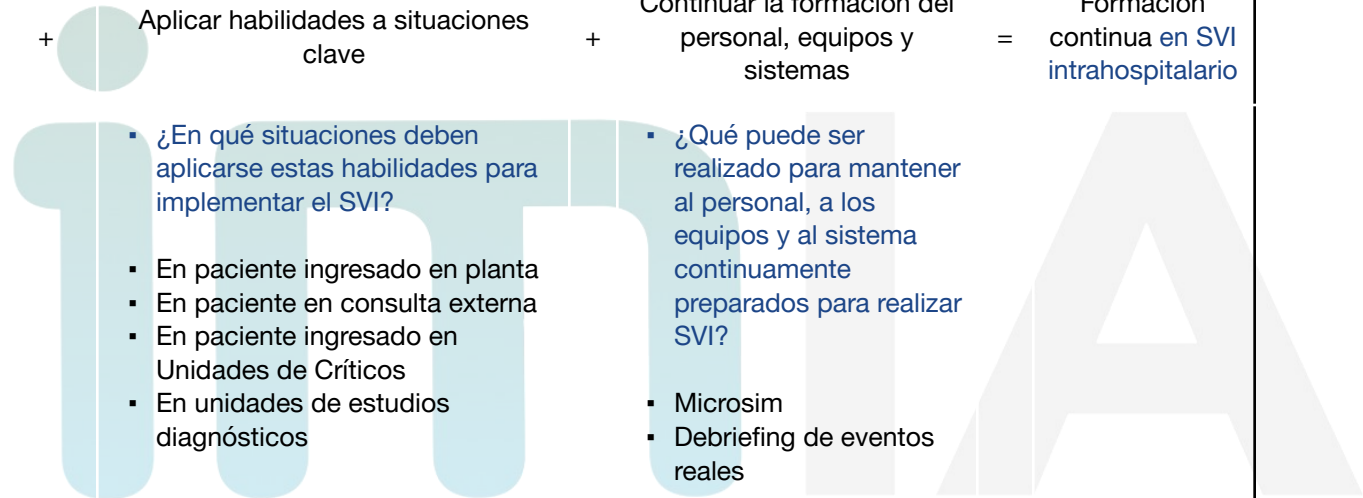 +
Aplicar habilidades a situaciones
clave
+
Continuar la formación del
personal, equipos y
sistemas
=
Formación
continua en SVI
intrahospitalario
▪ ¿En qué situaciones deben
aplicarse estas habilidades para
implementar el SVI?
▪ En paciente ingresado en planta
▪ En paciente en consulta externa
▪ En paciente ingresado en
Unidades de Críticos
▪ En unidades de estudios
diagnósticos
▪ ¿Qué puede ser
realizado para mantener
al personal, a los
equipos y al sistema
continuamente
preparados para realizar
SVI?
▪ Microsim
▪ Debriefing de eventos
reales
inIA